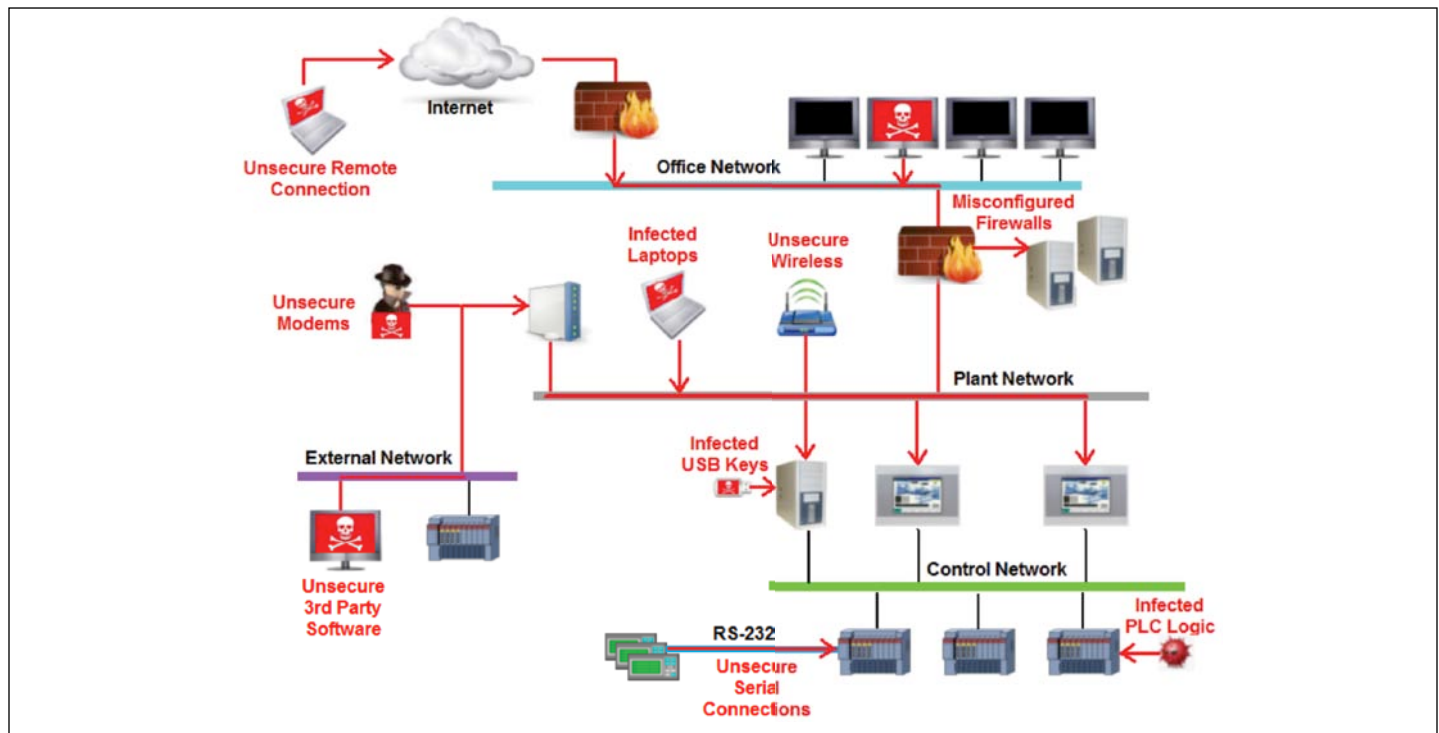 Internet
Unsecure Remote
Connection
Office Network
Misconfigured
Firewalls
Infected
Laptops
Unsecure
Wireless
Unsecure
Modems
Plant Network
External Network
Infected
USB Keys
Unsecure
3rd Party
Software
Control Network
RS-232
Unsecure
Serial
Connections
Infected
PLC Logic